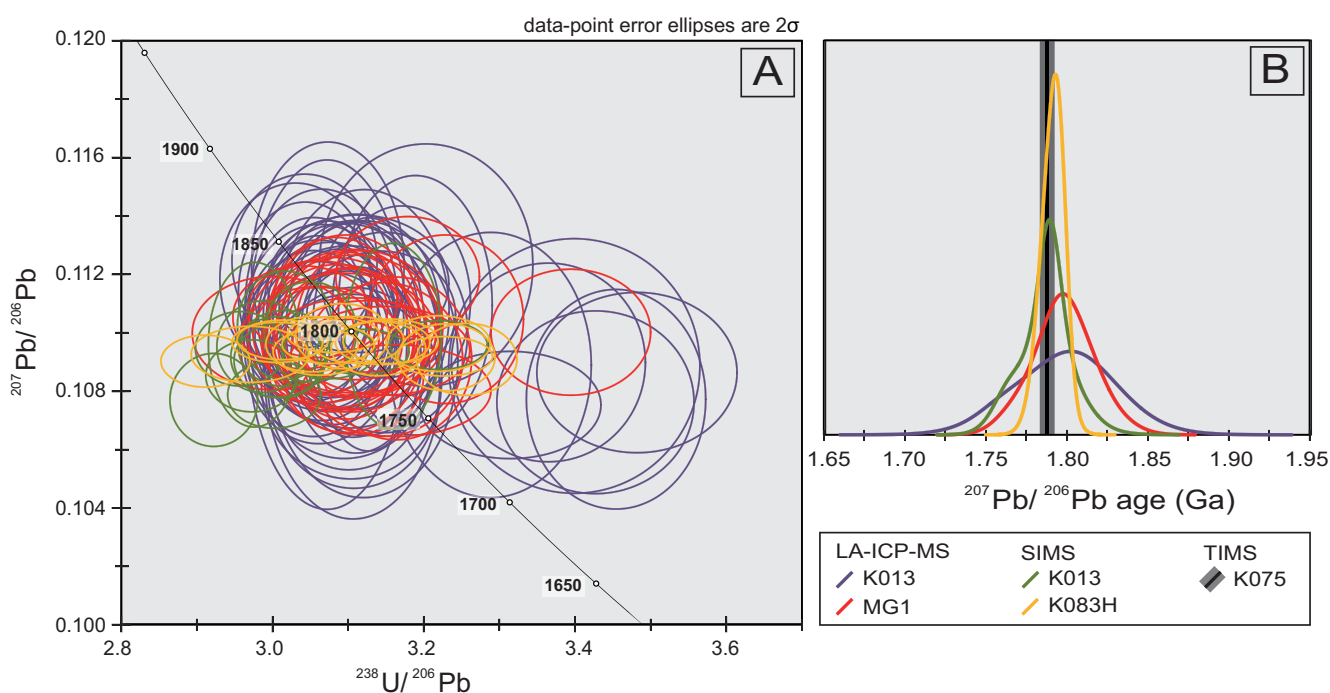 data-point error ellipses are 2σ
A
0.120
0.116
0.112
0.108
0.104
0.100
207Pb/ 206Pb
1900
1850
1800
1750
1700
1650
2.8 3.0 3.2 3.4 3.6
238U/ 206Pb
B
1.65 1.70 1.75 1.80 1.85 1.90 1.95
207Pb/ 206Pb age (Ga)
LA-ICP-MS SIMS TIMS
K013 K013 K075
MG1 K083H